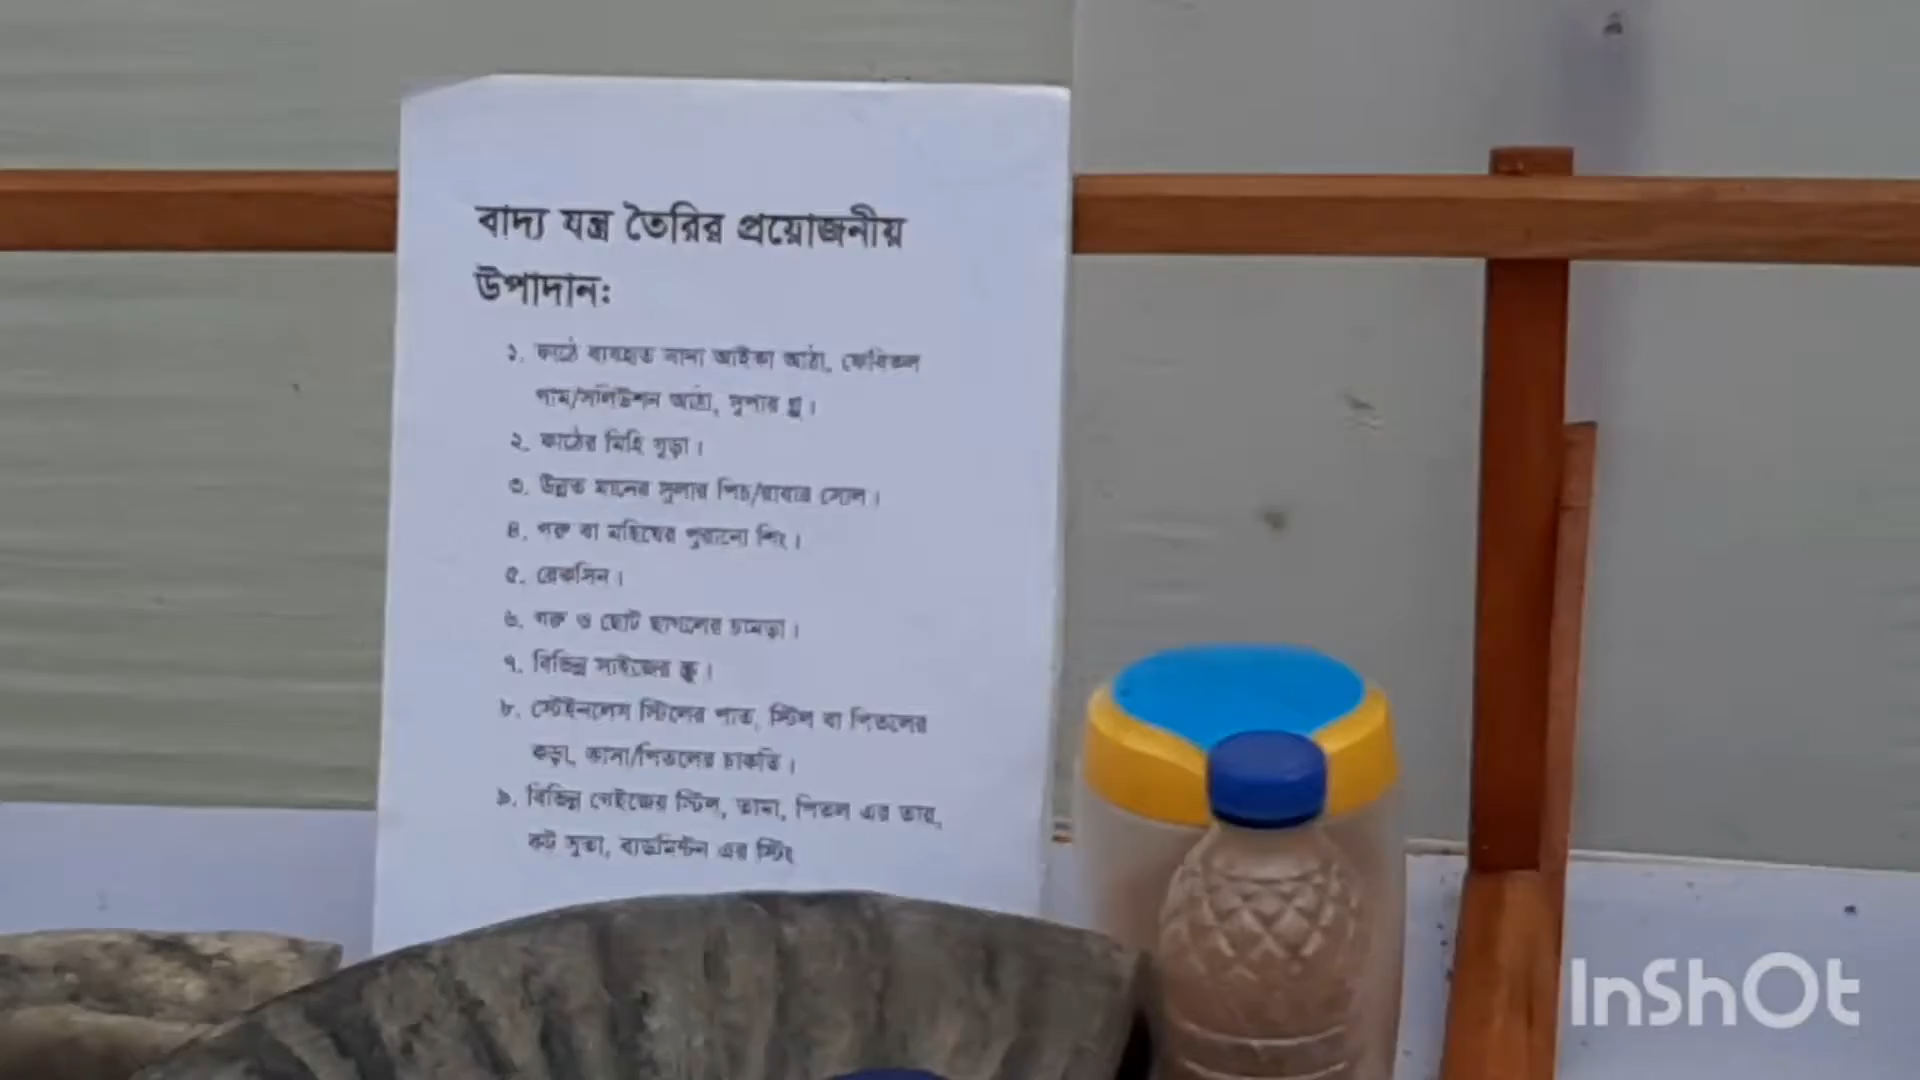 বাদ্য যন্ত্র তৈরির প্রয়োজনীয়
উপাদানঃ
১. কাঠে ব্যবহৃত সাদা আইকা আঠা, ফেবিকল
গাম/সলিউশন আঠা, সুপার গ্লু।
২. কাঠের মিহি গুড়া।
৩. উন্নত মানের সুপার পিচ/রাবার সোল।
৪. গরু বা মহিষের পুরানো শিং।
৫. রেকসিন।
৬. গরু ও ছোট ছাগলের চামড়া।
৭. বিভিন্ন সাইজের স্ক্রু।
৮. স্টেইনলেস স্টিলের পাত, স্টিল বা পিতলের
কড়া, তামা/পিতলের চাকতি।
৯. বিভিন্ন গেইজের স্টিল, তামা, পিতল এর তার,
কট সুতা, ব্যাডমিন্টন এর স্ট্রিং
InShOt